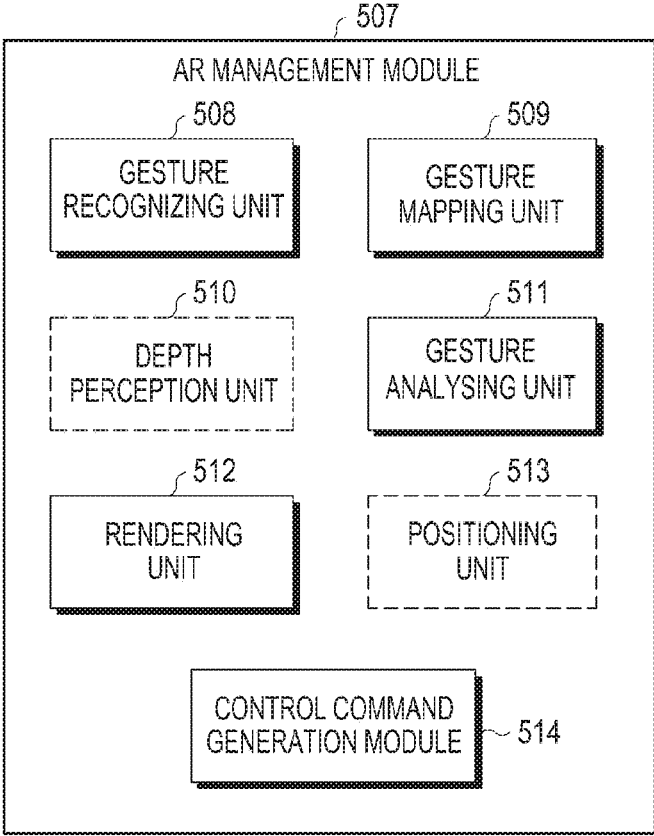 507
AR MANAGEMENT MODULE
508
509
GESTURE
RECOGNIZING UNIT
GESTURE
MAPPING UNIT
510
511
DEPTH
PERCEPTION UNIT
GESTURE
ANALYSING UNIT
512
513
RENDERING
UNIT
POSITIONING
UNIT
CONTROL COMMAND
GENERATION MODULE
514